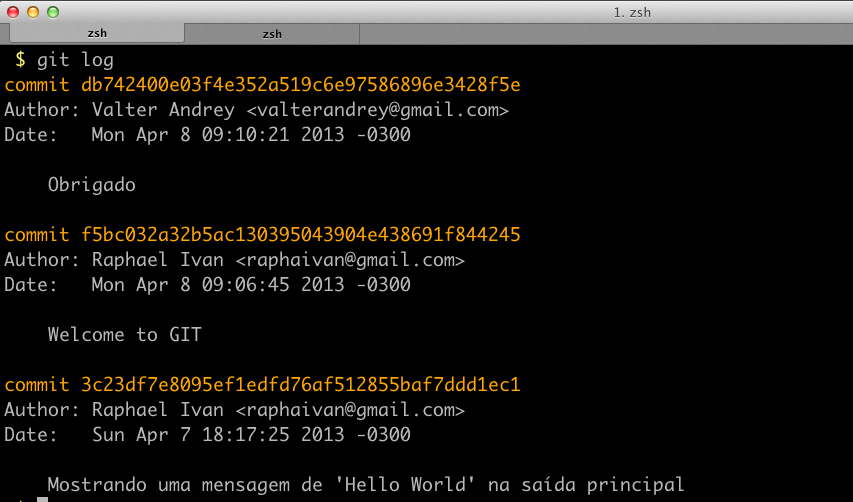 1. zsh
zsh zsh
$ git log
commit db742400e03f4e352a519c6e97586896e3428f5e
Author: Valter Andrey <valterandrey@gmail.com>
Date:   Mon Apr 8 09:10:21 2013 -0300
Obrigado
commit f5bc032a32b5ac130395043904e438691f844245
Author: Raphael Ivan <raphaivan@gmail.com>
Date:   Mon Apr 8 09:06:45 2013 -0300
Welcome to GIT
commit 3c23df7e8095ef1edfd76af512855baf7ddd1ec1
Author: Raphael Ivan <raphaivan@gmail.com>
Date:   Sun Apr 7 18:17:25 2013 -0300
Mostrando uma mensagem de 'Hello World' na saída principal